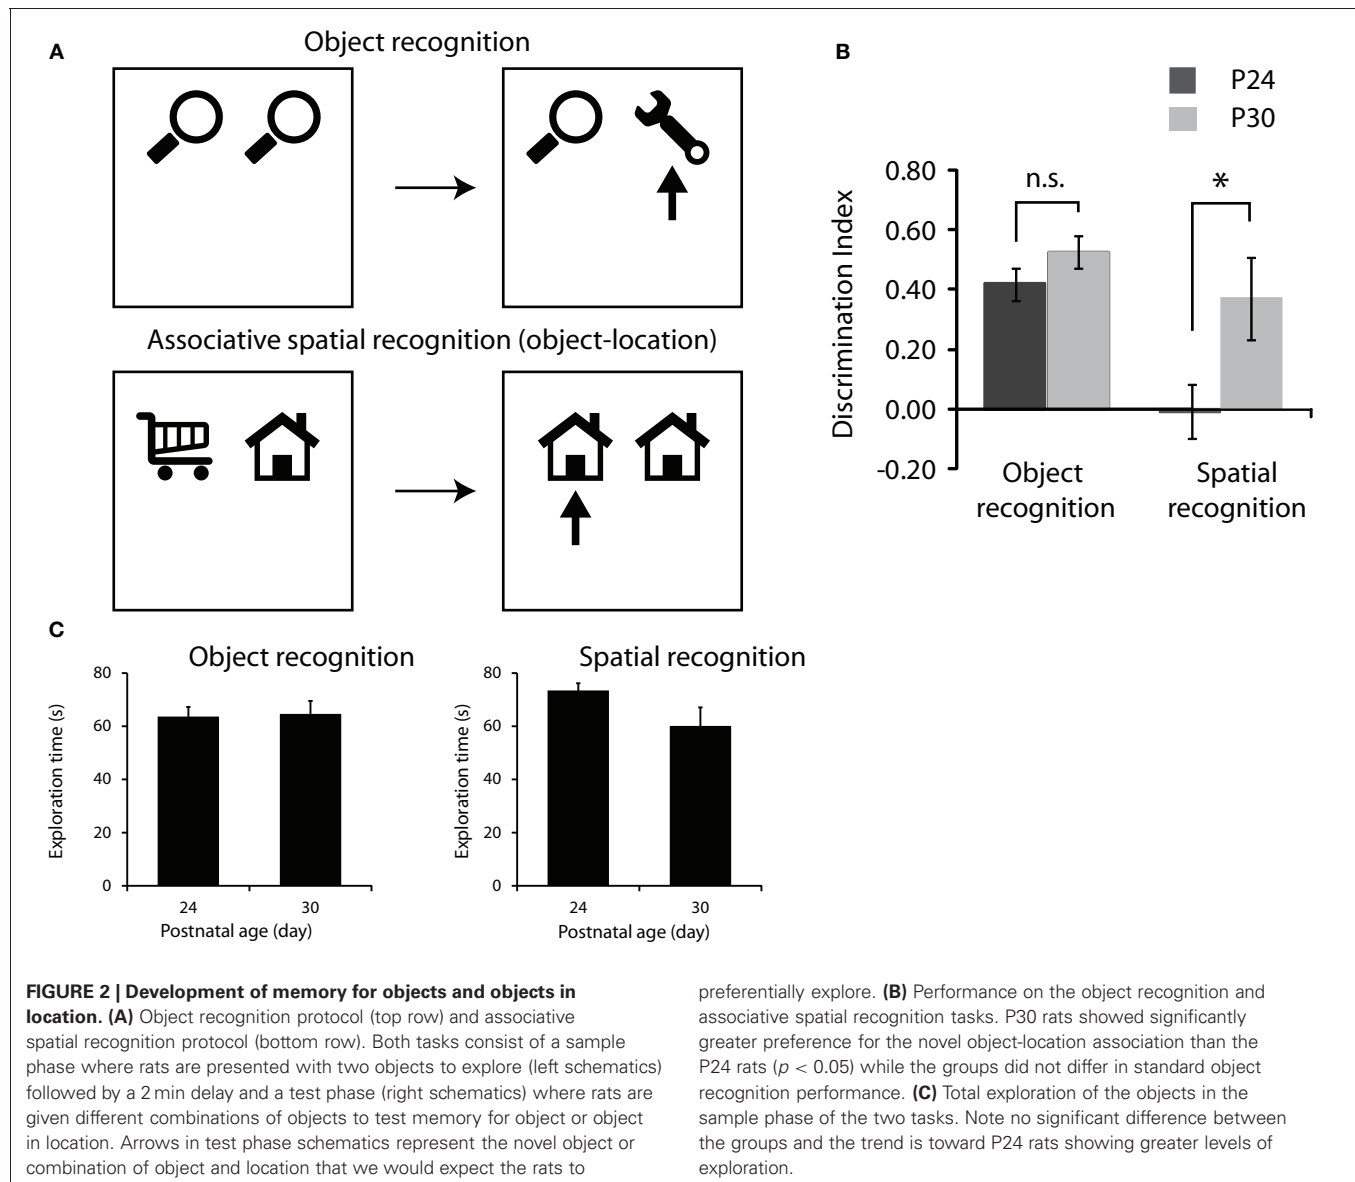 A
Object recognition
Associative spatial recognition (object-location)
B
P24
P30
Discrimination Index
0.80
0.60
0.40
0.20
0.00
-0.20
n.s.
*
Object
recognition
Spatial
recognition
C
Object recognition
Exploration time (s)
80
60
40
20
0
24
30
Postnatal age (day)
Spatial recognition
Exploration time (s)
80
60
40
20
0
24
30
Postnatal age (day)
FIGURE 2 | Development of memory for objects and objects in
location. (A) Object recognition protocol (top row) and associative
spatial recognition protocol (bottom row). Both tasks consist of a sample
phase where rats are presented with two objects to explore (left schematics)
followed by a 2 min delay and a test phase (right schematics) where rats are
given different combinations of objects to test memory for object or object
in location. Arrows in test phase schematics represent the novel object or
combination of object and location that we would expect the rats to
preferentially explore. (B) Performance on the object recognition and
associative spatial recognition tasks. P30 rats showed significantly
greater preference for the novel object-location association than the
P24 rats (p < 0.05) while the groups did not differ in standard object
recognition performance. (C) Total exploration of the objects in the
sample phase of the two tasks. Note no significant difference between
the groups and the trend is toward P24 rats showing greater levels of
exploration.